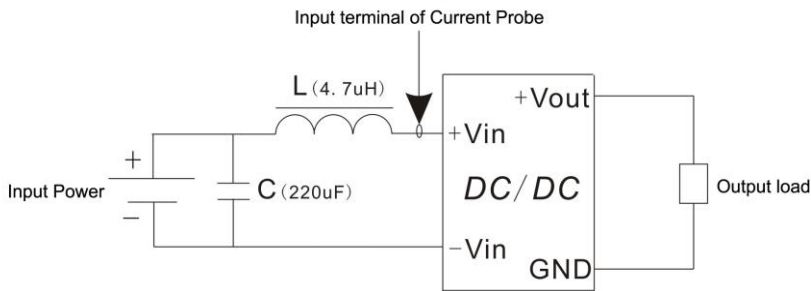 Input terminal of Current Probe
L(4.7uH)
+Vout
+
+Vin
Input Power
C(220uF)
DC/DC
Output load
−
−Vin
GND